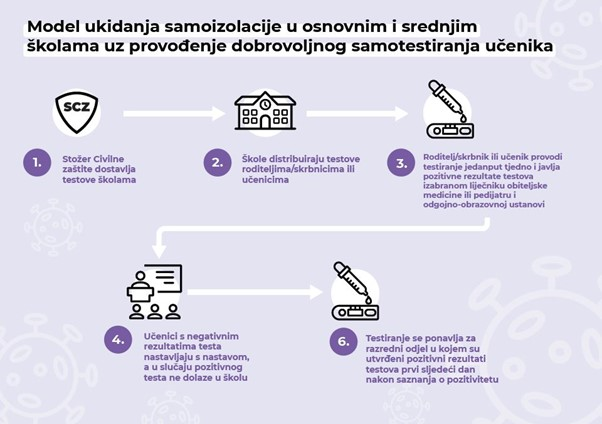 Model ukidanja samoizolacije u osnovnim i srednjim
školama uz provođenje dobrovoljnog samotestiranja učenika
SCZ
1.
Stožer Civilne
zaštite dostavlja
testove školama
2.
Škole distribuiraju testove
roditeljima/skrbnicima ili
učenicima
3.
Roditelj/skrbnik ili učenik provodi
testiranje jedanput tjedno i javlja
pozitivne rezultate testova
izabranom liječniku obiteljske
medicine ili pedijatru i
odgojno-obrazovnoj ustanovi
4.
Učenici s negativnim
rezultatima testa
nastavljaju s nastavom,
a u slučaju pozitivnog
testa ne dolaze u školu
6.
Testiranje se ponavlja za
razredni odjel u kojem su
utvrđeni pozitivni rezultati
testova prvi sljedeći dan
nakon saznanja o pozitivitetu